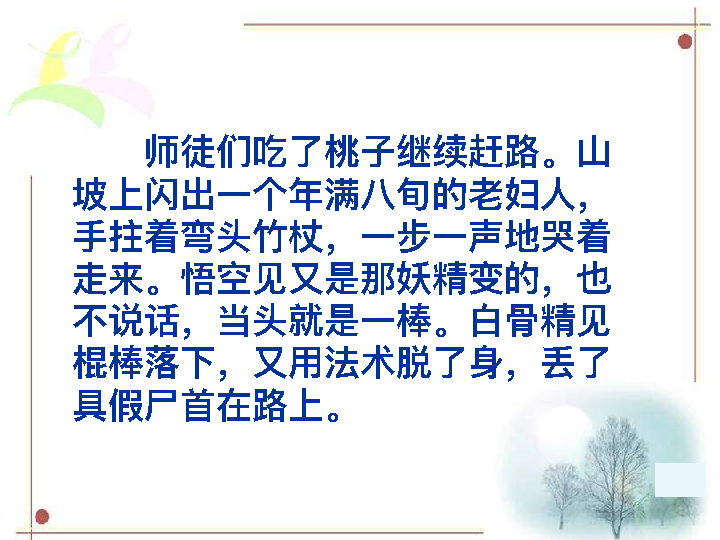 师徒们吃了桃子继续赶路。山
坡上闪出一个年满八旬的老妇人，
手拄着弯头竹杖，一步一声地哭着
走来。悟空见又是那妖精变的，也
不说话，当头就是一棒。白骨精见
棍棒落下，又用法术脱了身，丢了
具假尸首在路上。